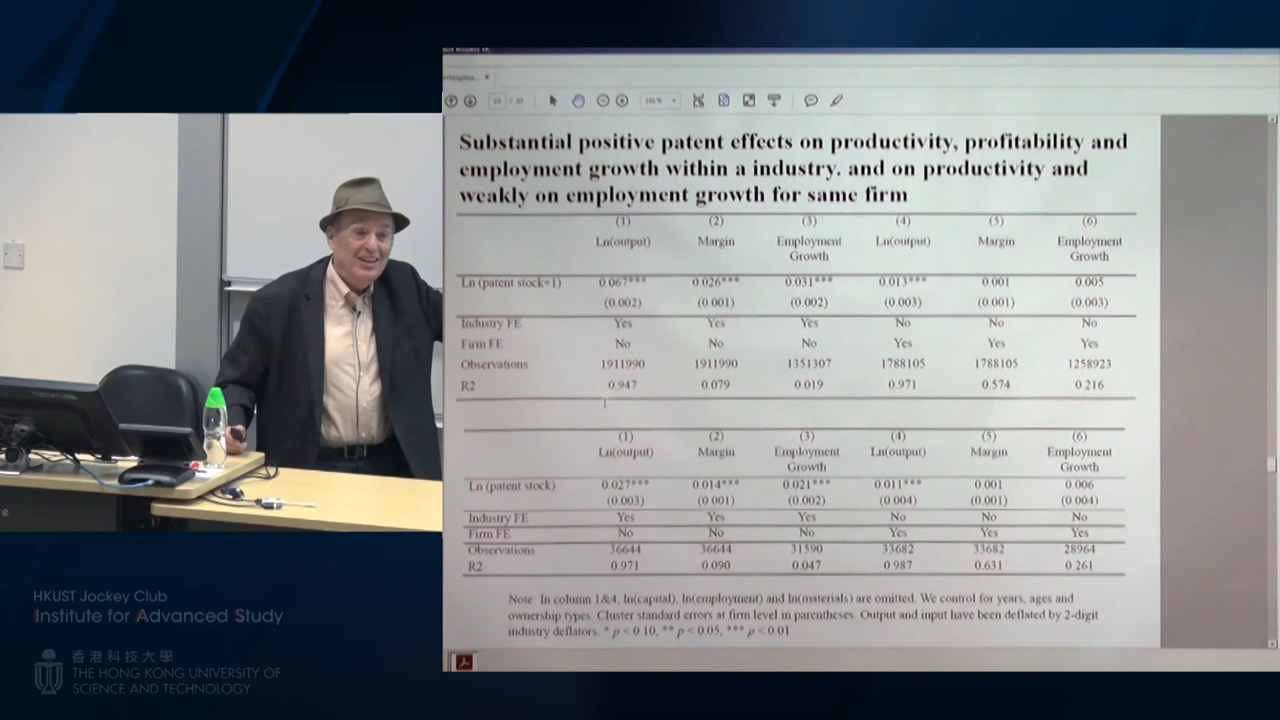 101%
Substantial positive patent effects on productivity, profitability and
employment growth within a industry. and on productivity and
weakly on employment growth for same firm
(1) (2) (3) (4) (5) (6)
Ln(output) Margin Employment Ln(output) Margin Employment
Growth Growth
Ln (patent stock+1) 0.067*** 0.026*** 0.031*** 0.013*** 0.001 0.005
(0.002) (0.001) (0.002) (0.003) (0.001) (0.003)
Industry FE Yes Yes Yes No No No
Firm FE No No No Yes Yes Yes
Observations 1911990 1911990 1351307 1788105 1788105 1258923
R2 0.947 0.079 0.019 0.971 0.574 0.216
(1) (2) (3) (4) (5) (6)
Ln(output) Margin Employment Ln(output) Margin Employment
Growth Growth
Ln (patent stock) 0.027*** 0.014*** 0.021*** 0.011*** 0.001 0.006
(0.003) (0.001) (0.002) (0.004) (0.001) (0.004)
Industry FE Yes Yes Yes No No No
Firm FE No No No Yes Yes Yes
Observations 36644 36644 31590 33682 33682 28964
R2 0.971 0.090 0.047 0.987 0.631 0.261
Note: In column 1&4, ln(capital), ln(employment) and ln(materials) are omitted. We control for years, ages and
ownership types. Cluster standard errors at firm level in parentheses. Output and input have been deflated by 2-digit
industry deflators. * p < 0.10, ** p < 0.05, *** p < 0.01
HKUST Jockey Club
Institute for Advanced Study
香港科技大學
THE HONG KONG UNIVERSITY OF
SCIENCE AND TECHNOLOGY